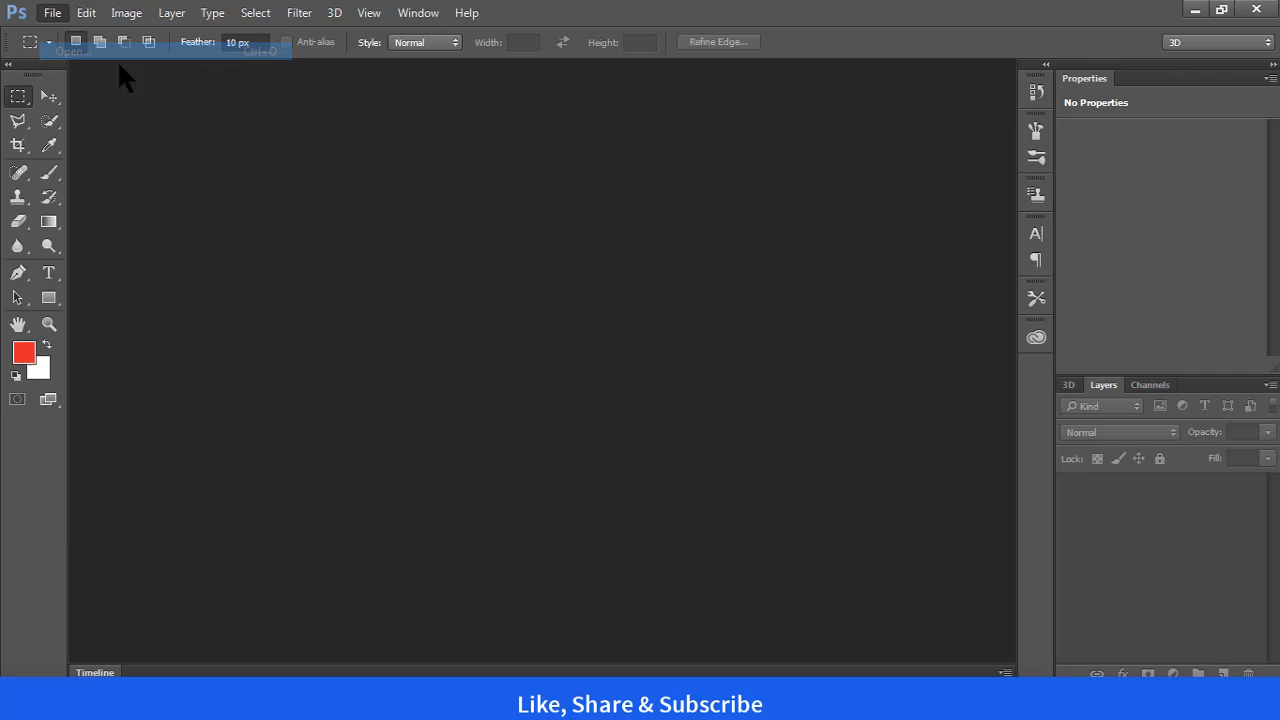 Ps File Edit Image Layer Type Select Filter 3D View Window Help
Feather: 10 px Anti-alias Style: Normal Width: Height: Refine Edge... 3D
Open... Ctrl+O
Properties
No Properties
3D Layers Channels
Kind
Normal Opacity:
Lock: Fill:
Timeline
Like, Share & Subscribe